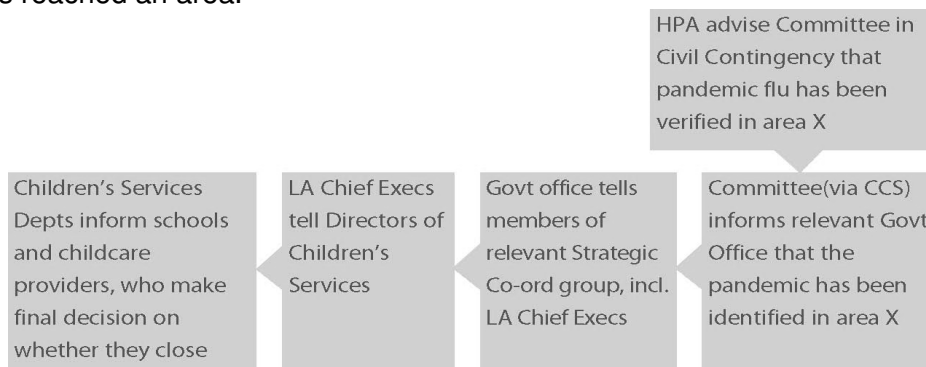 reached an area.
HPA advise Committee in
Civil Contingency that
pandemic flu has been
verified in area X
Committee(via CCS)
informs relevant Govt
Office that the
pandemic has been
identified in area X
Govt office tells
members of
relevant Strategic
Co-ord group, incl.
LA Chief Execs
LA Chief Execs
tell Directors of
Children's
Services
Children's Services
Depts inform schools
and childcare
providers, who make
final decision on
whether they close